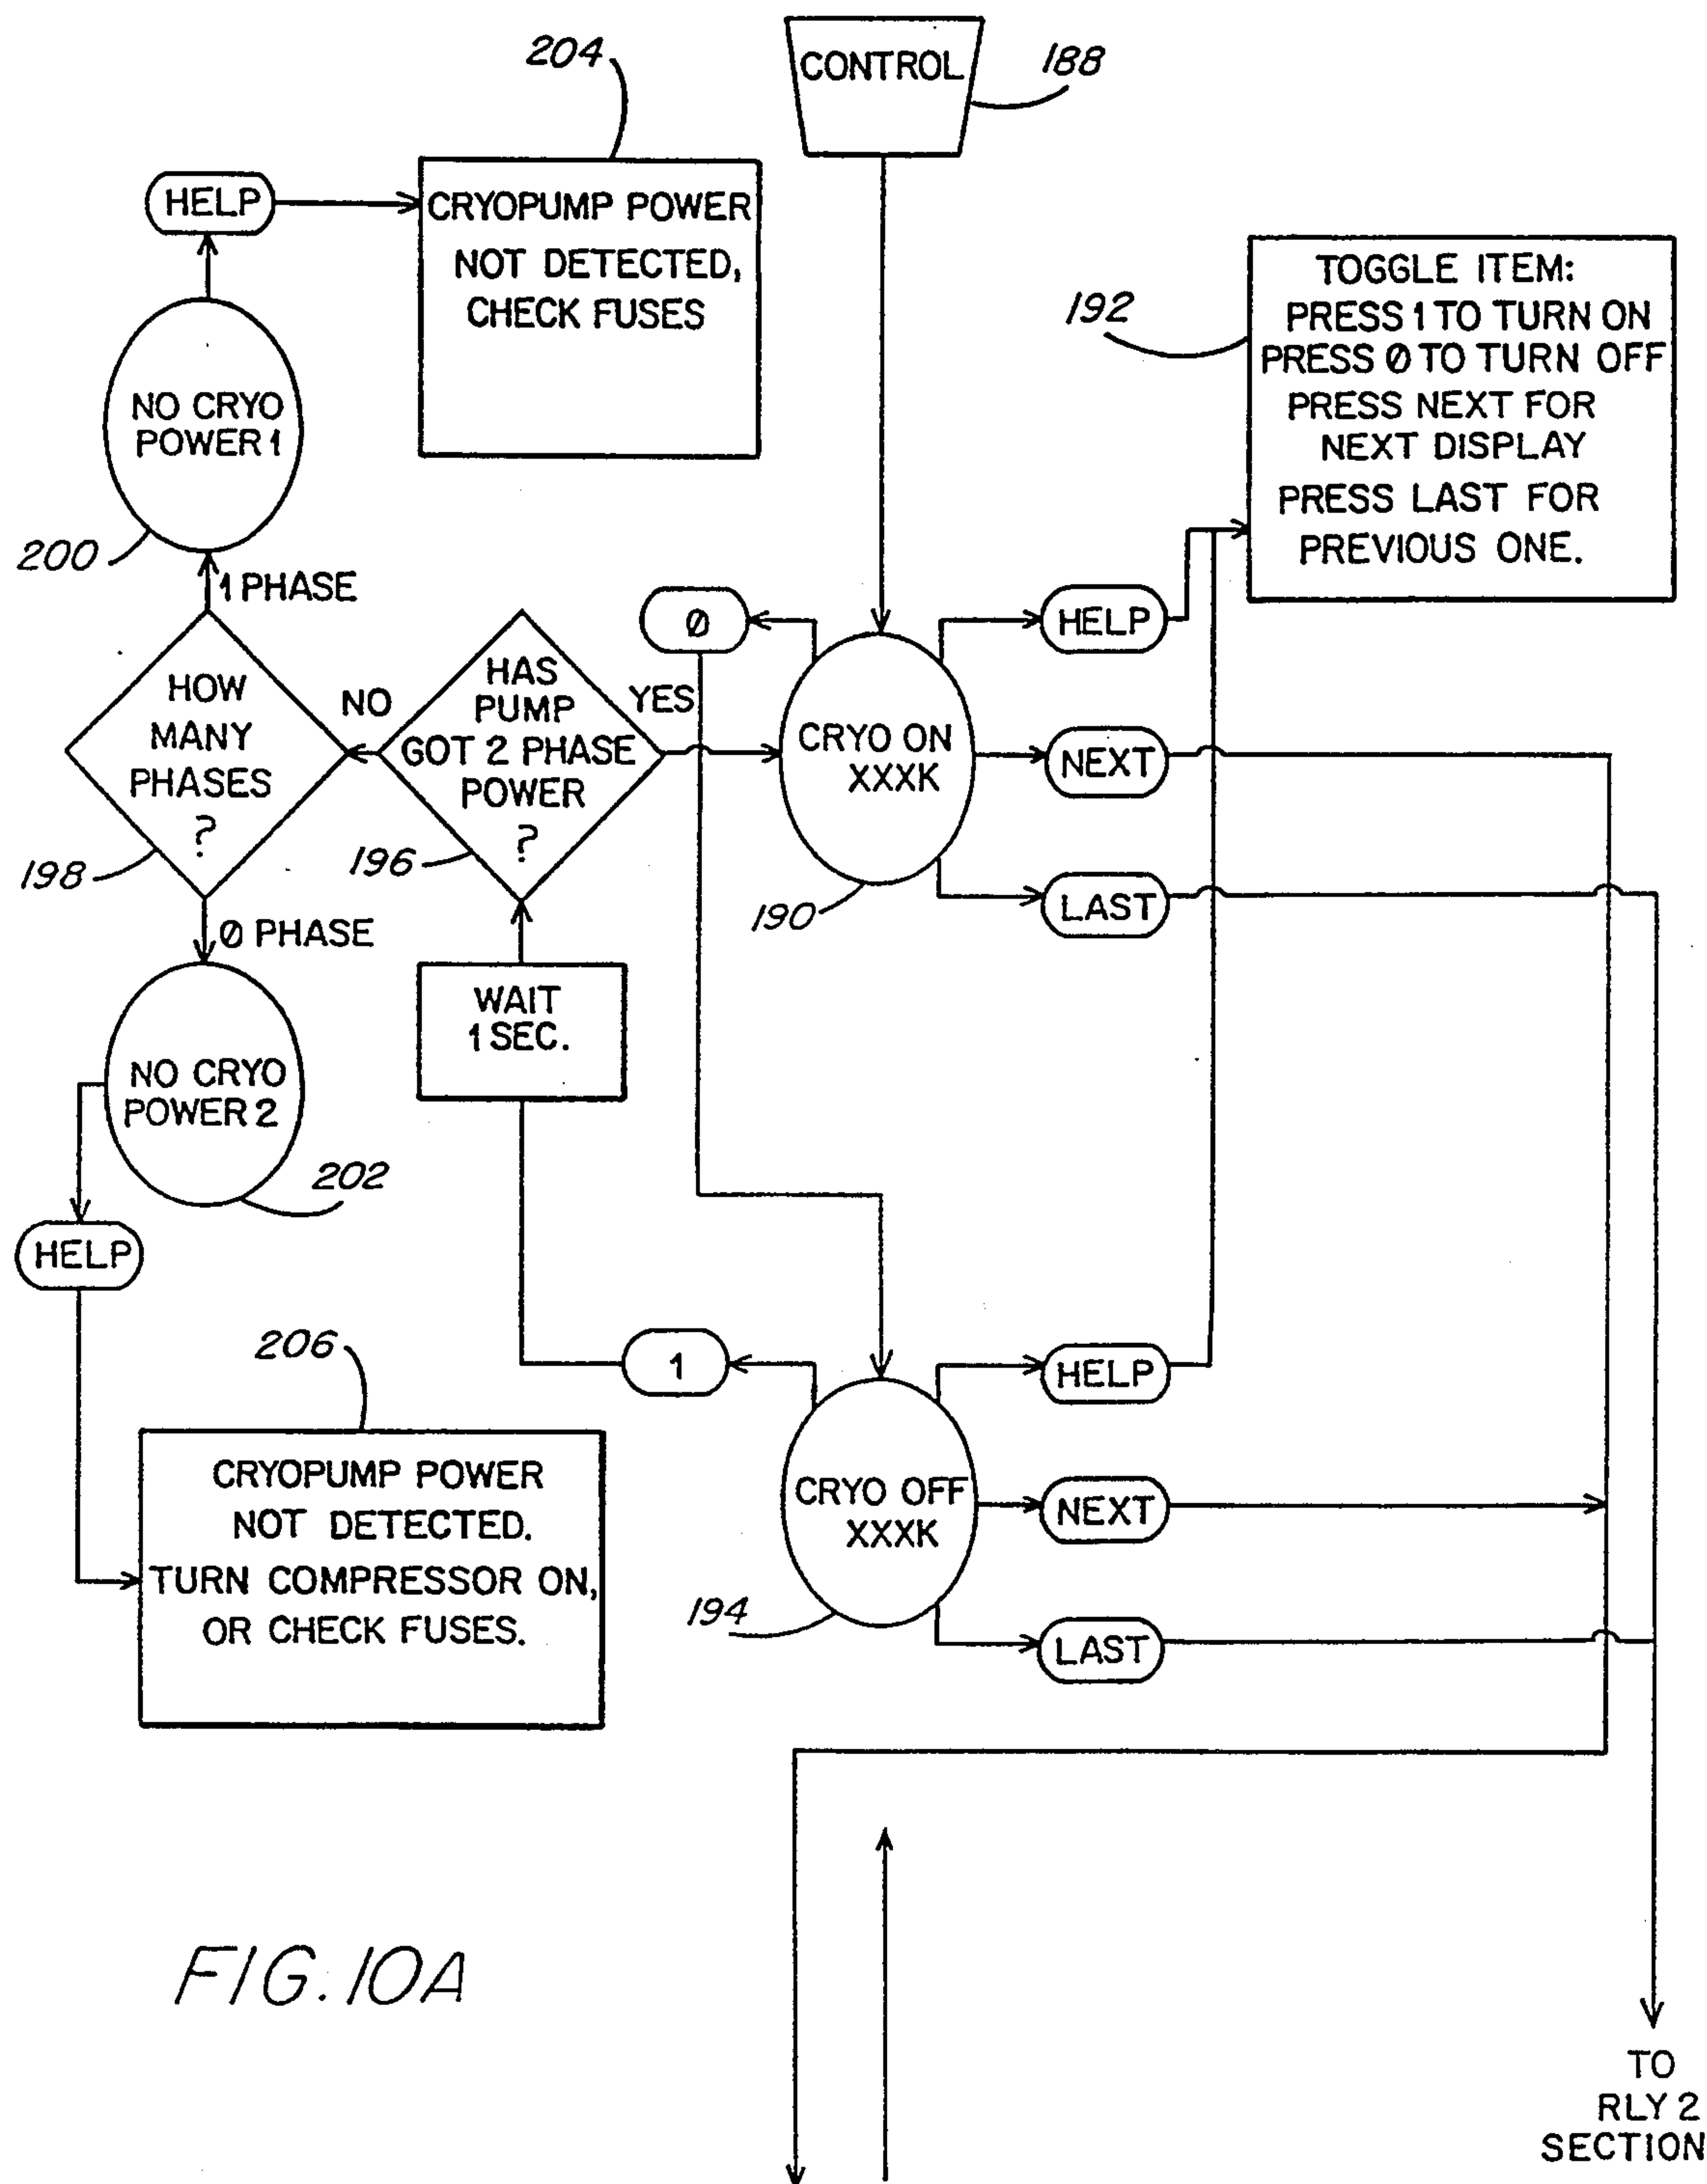 204
CONTROL
188
HELP
CRYOPUMP POWER
NOT DETECTED,
CHECK FUSES
TOGGLE ITEM:
PRESS 1 TO TURN ON
PRESS 0 TO TURN OFF
PRESS NEXT FOR
NEXT DISPLAY
PRESS LAST FOR
PREVIOUS ONE.
192
NO CRYO
POWER 1
200
1 PHASE
0
HELP
HOW
MANY
PHASES
?
198
NO
HAS
PUMP
GOT 2 PHASE
POWER
?
196
YES
CRYO ON
XXXK
190
NEXT
LAST
0 PHASE
WAIT
1 SEC.
NO CRYO
POWER 2
202
HELP
206
1
HELP
CRYOPUMP POWER
NOT DETECTED.
TURN COMPRESSOR ON,
OR CHECK FUSES.
CRYO OFF
XXXK
194
NEXT
LAST
FIG. 10A
TO
RLY 2
SECTION